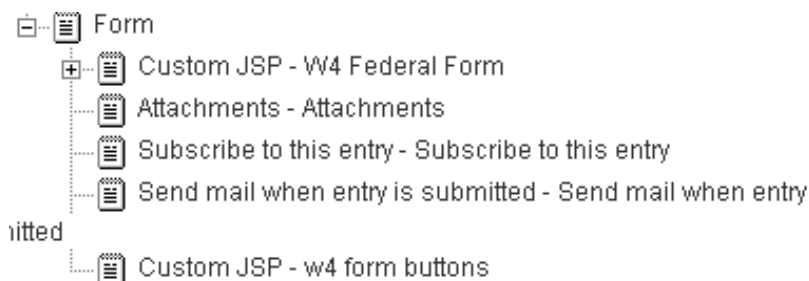 Form
Custom JSP - W4 Federal Form
Attachments - Attachments
Subscribe to this entry - Subscribe to this entry
Send mail when entry is submitted - Send mail when entry
nitted
Custom JSP - w4 form buttons